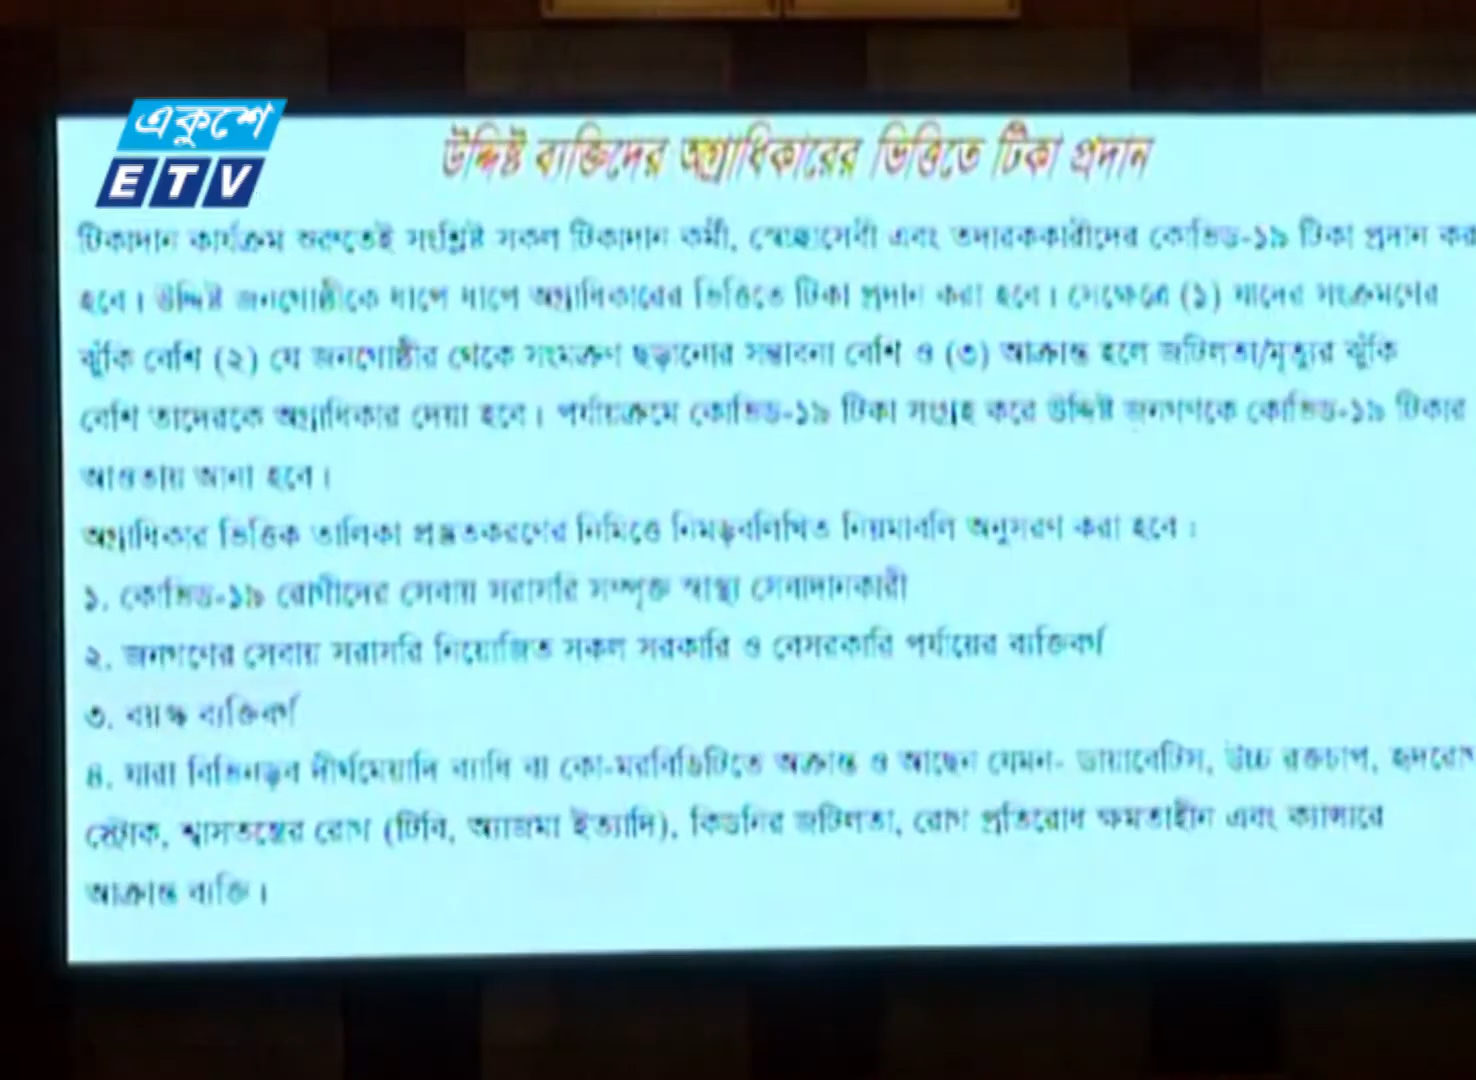 একুশে
ETV
উদ্দিষ্ট ব্যক্তিদের অগ্রাধিকারের ভিত্তিতে টিকা প্রদান
টিকাদান কার্যক্রম শুরুতেই সংশ্লিষ্ট সকল টিকাদান কর্মী, স্বেচ্ছাসেবী এবং তদারককারীদের কোভিড-১৯ টিকা প্রদান কর
হবে। উদ্দিষ্ট জনগোষ্ঠীকে ধাপে ধাপে অগ্রাধিকারের ভিত্তিতে টিকা প্রদান করা হবে। সেক্ষেত্রে (১) যাদের সংক্রমণের
ঝুঁকি বেশি (২) যে জনগোষ্ঠীর থেকে সংমক্রণ ছড়ানোর সম্ভাবনা বেশি ও (৩) আক্রান্ত হলে জটিলতা/মৃত্যুর ঝুঁকি
বেশি তাদেরকে অগ্রাধিকার দেয়া হবে। পর্যায়ক্রমে কোভিড-১৯ টিকা সংগ্রহ করে উদ্দিষ্ট জনগণকে কোভিড-১৯ টিকার
আওতায় আনা হবে।
অগ্রাধিকার ভিত্তিক তালিকা প্রস্তুতকরণের নিমিত্তে নিয়মাবলি অনুসরণ করা হবে :
১. কোভিড-১৯ রোগীদের সেবায় সরাসরি সম্পৃক্ত স্বাস্থ্য সেবাদানকারী
২. জনগণের সেবায় সরাসরি নিয়োজিত সকল সরকারি ও বেসরকারি পর্যায়ের ব্যক্তিবর্গ
৩. বয়স্ক ব্যক্তিবর্গ
৪. যারা দীর্ঘমেয়াদি ব্যাধি বা কো-মরবিডিটিতে আক্রান্ত ও আছেন যেমন- ডায়াবেটিস, উচ্চ রক্তচাপ,
স্ট্রোক, শ্বাসতন্ত্রের রোগ (টিবি, অ্যাজমা ইত্যাদি), কিডনির জটিলতা, রোগ প্রতিরোধ ক্ষমতাহীন এবং ক্যান্সারে
আক্রান্ত ব্যক্তি।